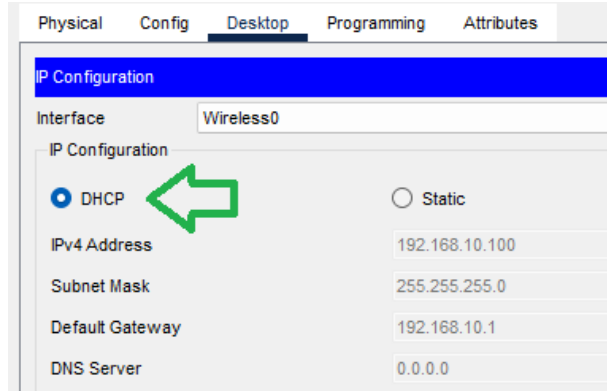 Physical Config Desktop Programming Attributes
IP Configuration
Interface Wireless0
IP Configuration
DHCP Static
IPv4 Address 192.168.10.100
Subnet Mask 255.255.255.0
Default Gateway 192.168.10.1
DNS Server 0.0.0.0